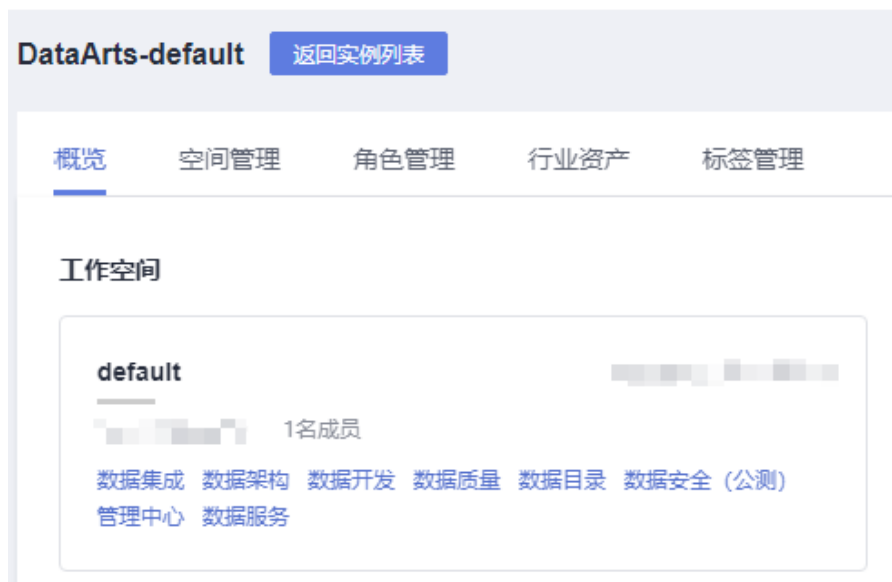 DataArts-default 返回实例列表
概览 空间管理 角色管理 行业资产 标签管理
工作空间
default
1名成员
数据集成 数据架构 数据开发 数据质量 数据目录 数据安全（公测）
管理中心 数据服务